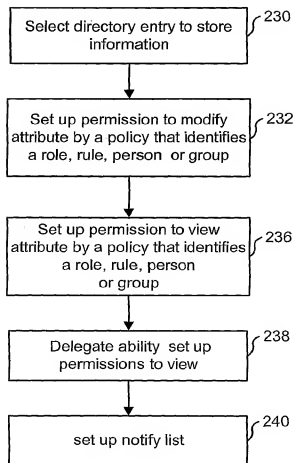 Select directory entry to store
information
230
Set up permission to modify
attribute by a policy that identifies
a role, rule, person or group
232
Set up permission to view
attribute by a policy that identifies
a role, rule, person
or group
236
Delegate ability set up
permissions to view
238
set up notify list
240